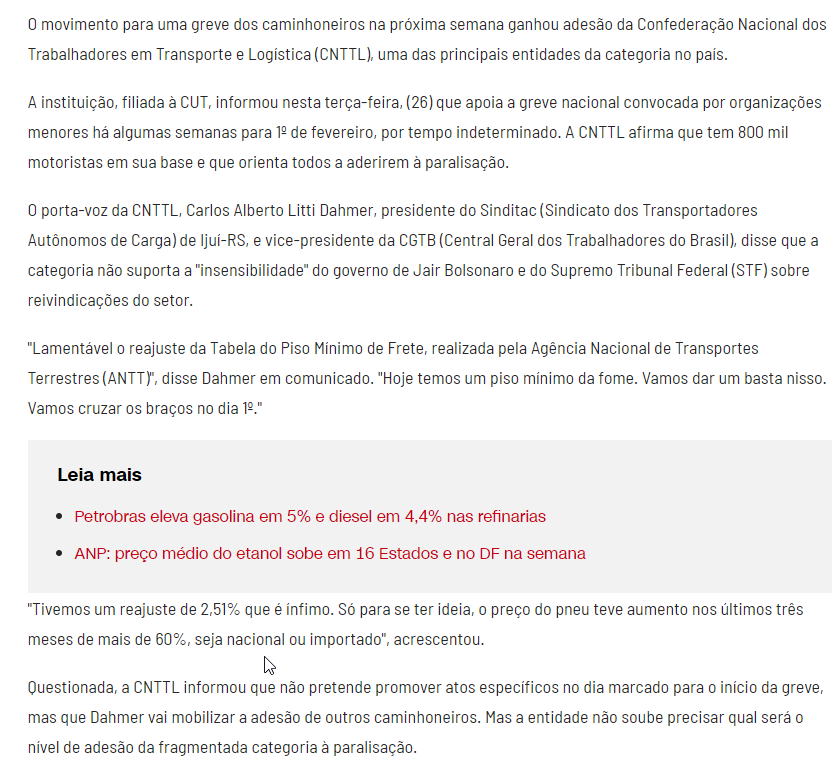 O movimento para uma greve dos caminhoneiros na próxima semana ganhou adesão da Confederação Nacional dos
Trabalhadores em Transporte e Logística (CNTTL), uma das principais entidades da categoria no país.
A instituição, filiada à CUT, informou nesta terça-feira, (26) que apoia a greve nacional convocada por organizações
menores há algumas semanas para 1º de fevereiro, por tempo indeterminado. A CNTTL afirma que tem 800 mil
motoristas em sua base e que orienta todos a aderirem à paralisação.
O porta-voz da CNTTL, Carlos Alberto Litti Dahmer, presidente do Sinditac (Sindicato dos Transportadores
Autônomos de Carga) de Ijuí-RS, e vice-presidente da CGTB (Central Geral dos Trabalhadores do Brasil), disse que a
categoria não suporta a "insensibilidade" do governo de Jair Bolsonaro e do Supremo Tribunal Federal (STF) sobre
reivindicações do setor.
"Lamentável o reajuste da Tabela do Piso Mínimo de Frete, realizada pela Agência Nacional de Transportes
Terrestres (ANTT)", disse Dahmer em comunicado. "Hoje temos um piso mínimo da fome. Vamos dar um basta nisso.
Vamos cruzar os braços no dia 1º."
Leia mais
• Petrobras eleva gasolina em 5% e diesel em 4,4% nas refinarias
• ANP: preço médio do etanol sobe em 16 Estados e no DF na semana
"Tivemos um reajuste de 2,51% que é ínfimo. Só para se ter ideia, o preço do pneu teve aumento nos últimos três
meses de mais de 60%, seja nacional ou importado", acrescentou.
Questionada, a CNTTL informou que não pretende promover atos específicos no dia marcado para o início da greve,
mas que Dahmer vai mobilizar a adesão de outros caminhoneiros. Mas a entidade não soube precisar qual será o
nível de adesão da fragmentada categoria à paralisação.